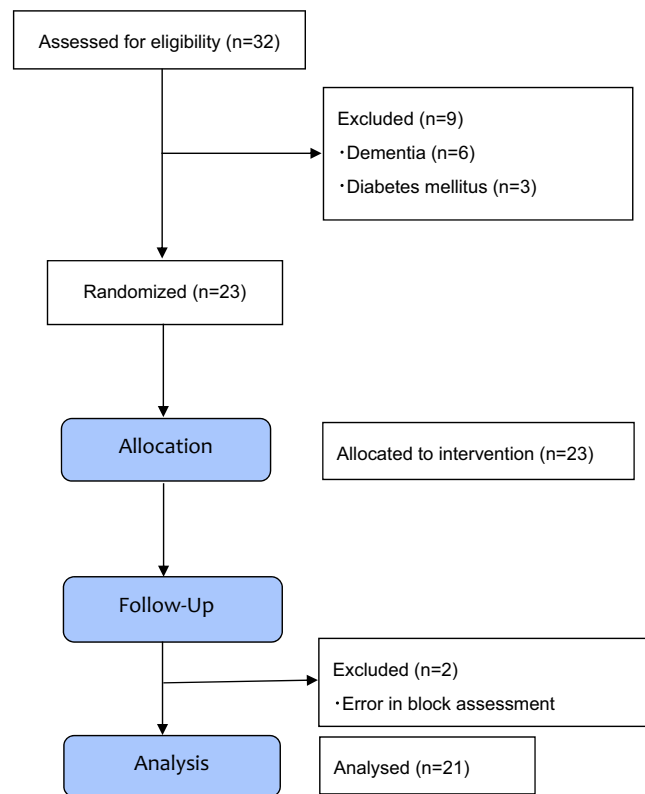 Assessed for eligibility (n=32)
Excluded (n=9)
・Dementia (n=6)
・Diabetes mellitus (n=3)
Randomized (n=23)
Allocation
Allocated to intervention (n=23)
Follow-Up
Excluded (n=2)
・Error in block assessment
Analysis
Analysed (n=21)